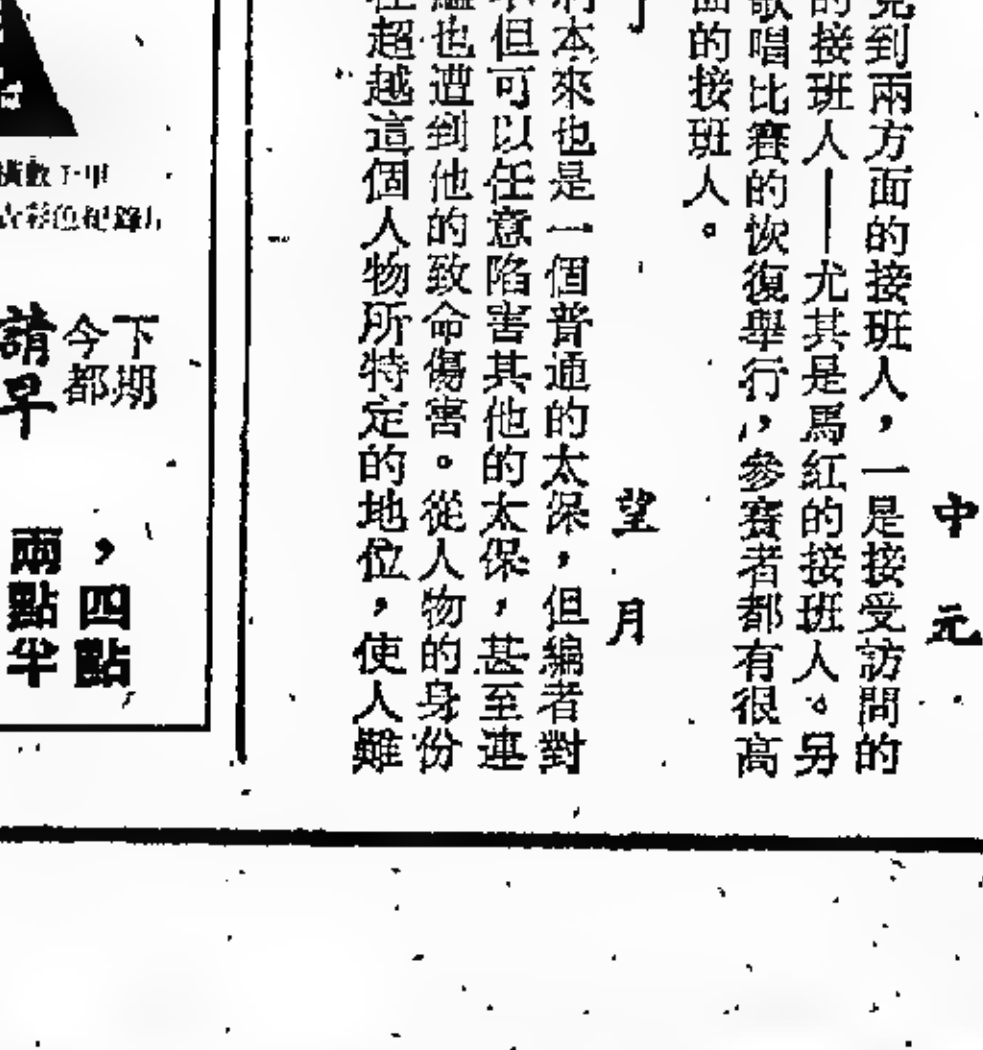 中元
到兩方面的接班人，一是接受訪問的
的接班人——尤其是馬紅的接班人。另
歌唱比賽的恢復舉行，參賽者都有很高
面的接班人。
望月
本來也是一個普通的太保，但編者對
但可以任意陷害其他的太保，甚至連
也遭到他的致命傷害。從人物的身份
超越這個人物所特定的地位，使人難
下期
今都
請早
，四點
兩點半
彩色紀錄片